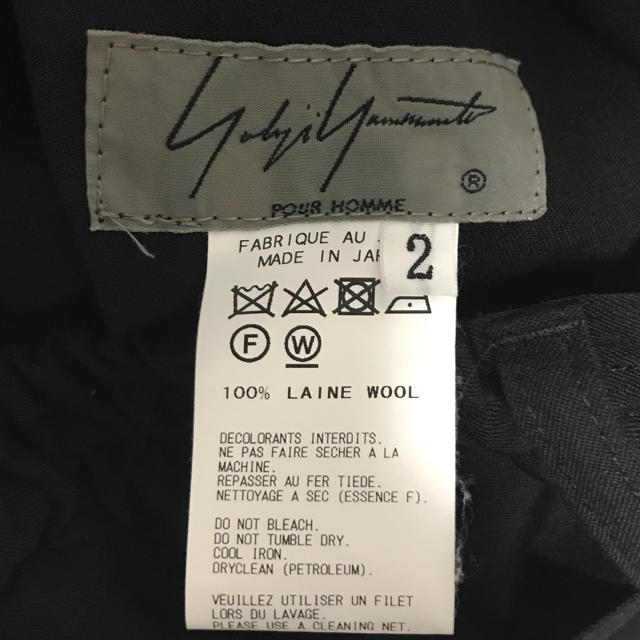 Yohji Yamamoto
®
POUR HOMME
FABRIQUE AU
MADE IN
2
F W
100% LAINE WOOL
DECOLORANTS INTERDITS.
NE PAS FAIRE SECHER A LA
MACHINE.
REPASSER AU FER TIEDE.
NETTOYAGE A SEC (ESSENCE F).
DO NOT BLEACH.
DO NOT TUMBLE DRY.
COOL IRON.
DRYCLEAN (PETROLEUM).
VEUILLEZ UTILISER UN FILET
LORS DU LAVAGE.
PLEASE USE A CLEANING NET.